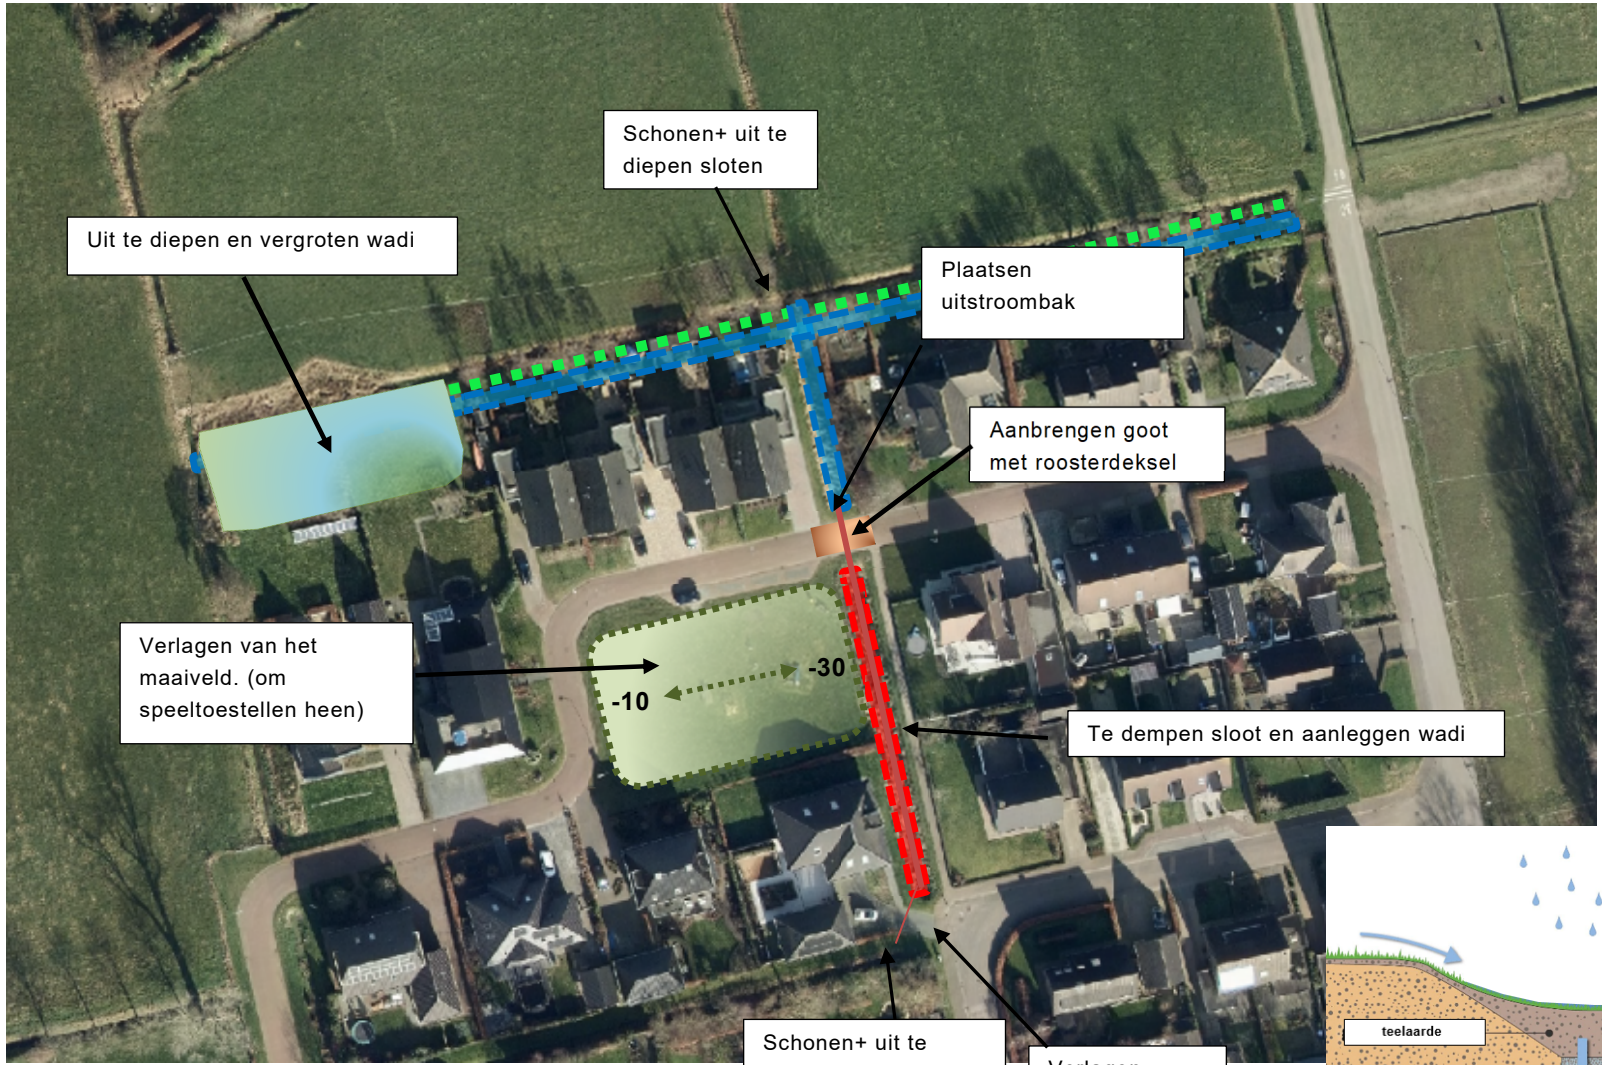 Schonen+ uit te
diepen sloten
Uit te diepen en vergroten wadi
Plaatsen
uitstroombak
Aanbrengen goot
met roosterdeksel
Verlagen van het
maaiveld. (om
speeltoestellen heen)
-30
-10
Te dempen sloot en aanleggen wadi
teelaarde
Schonen+ uit te
Verlagen